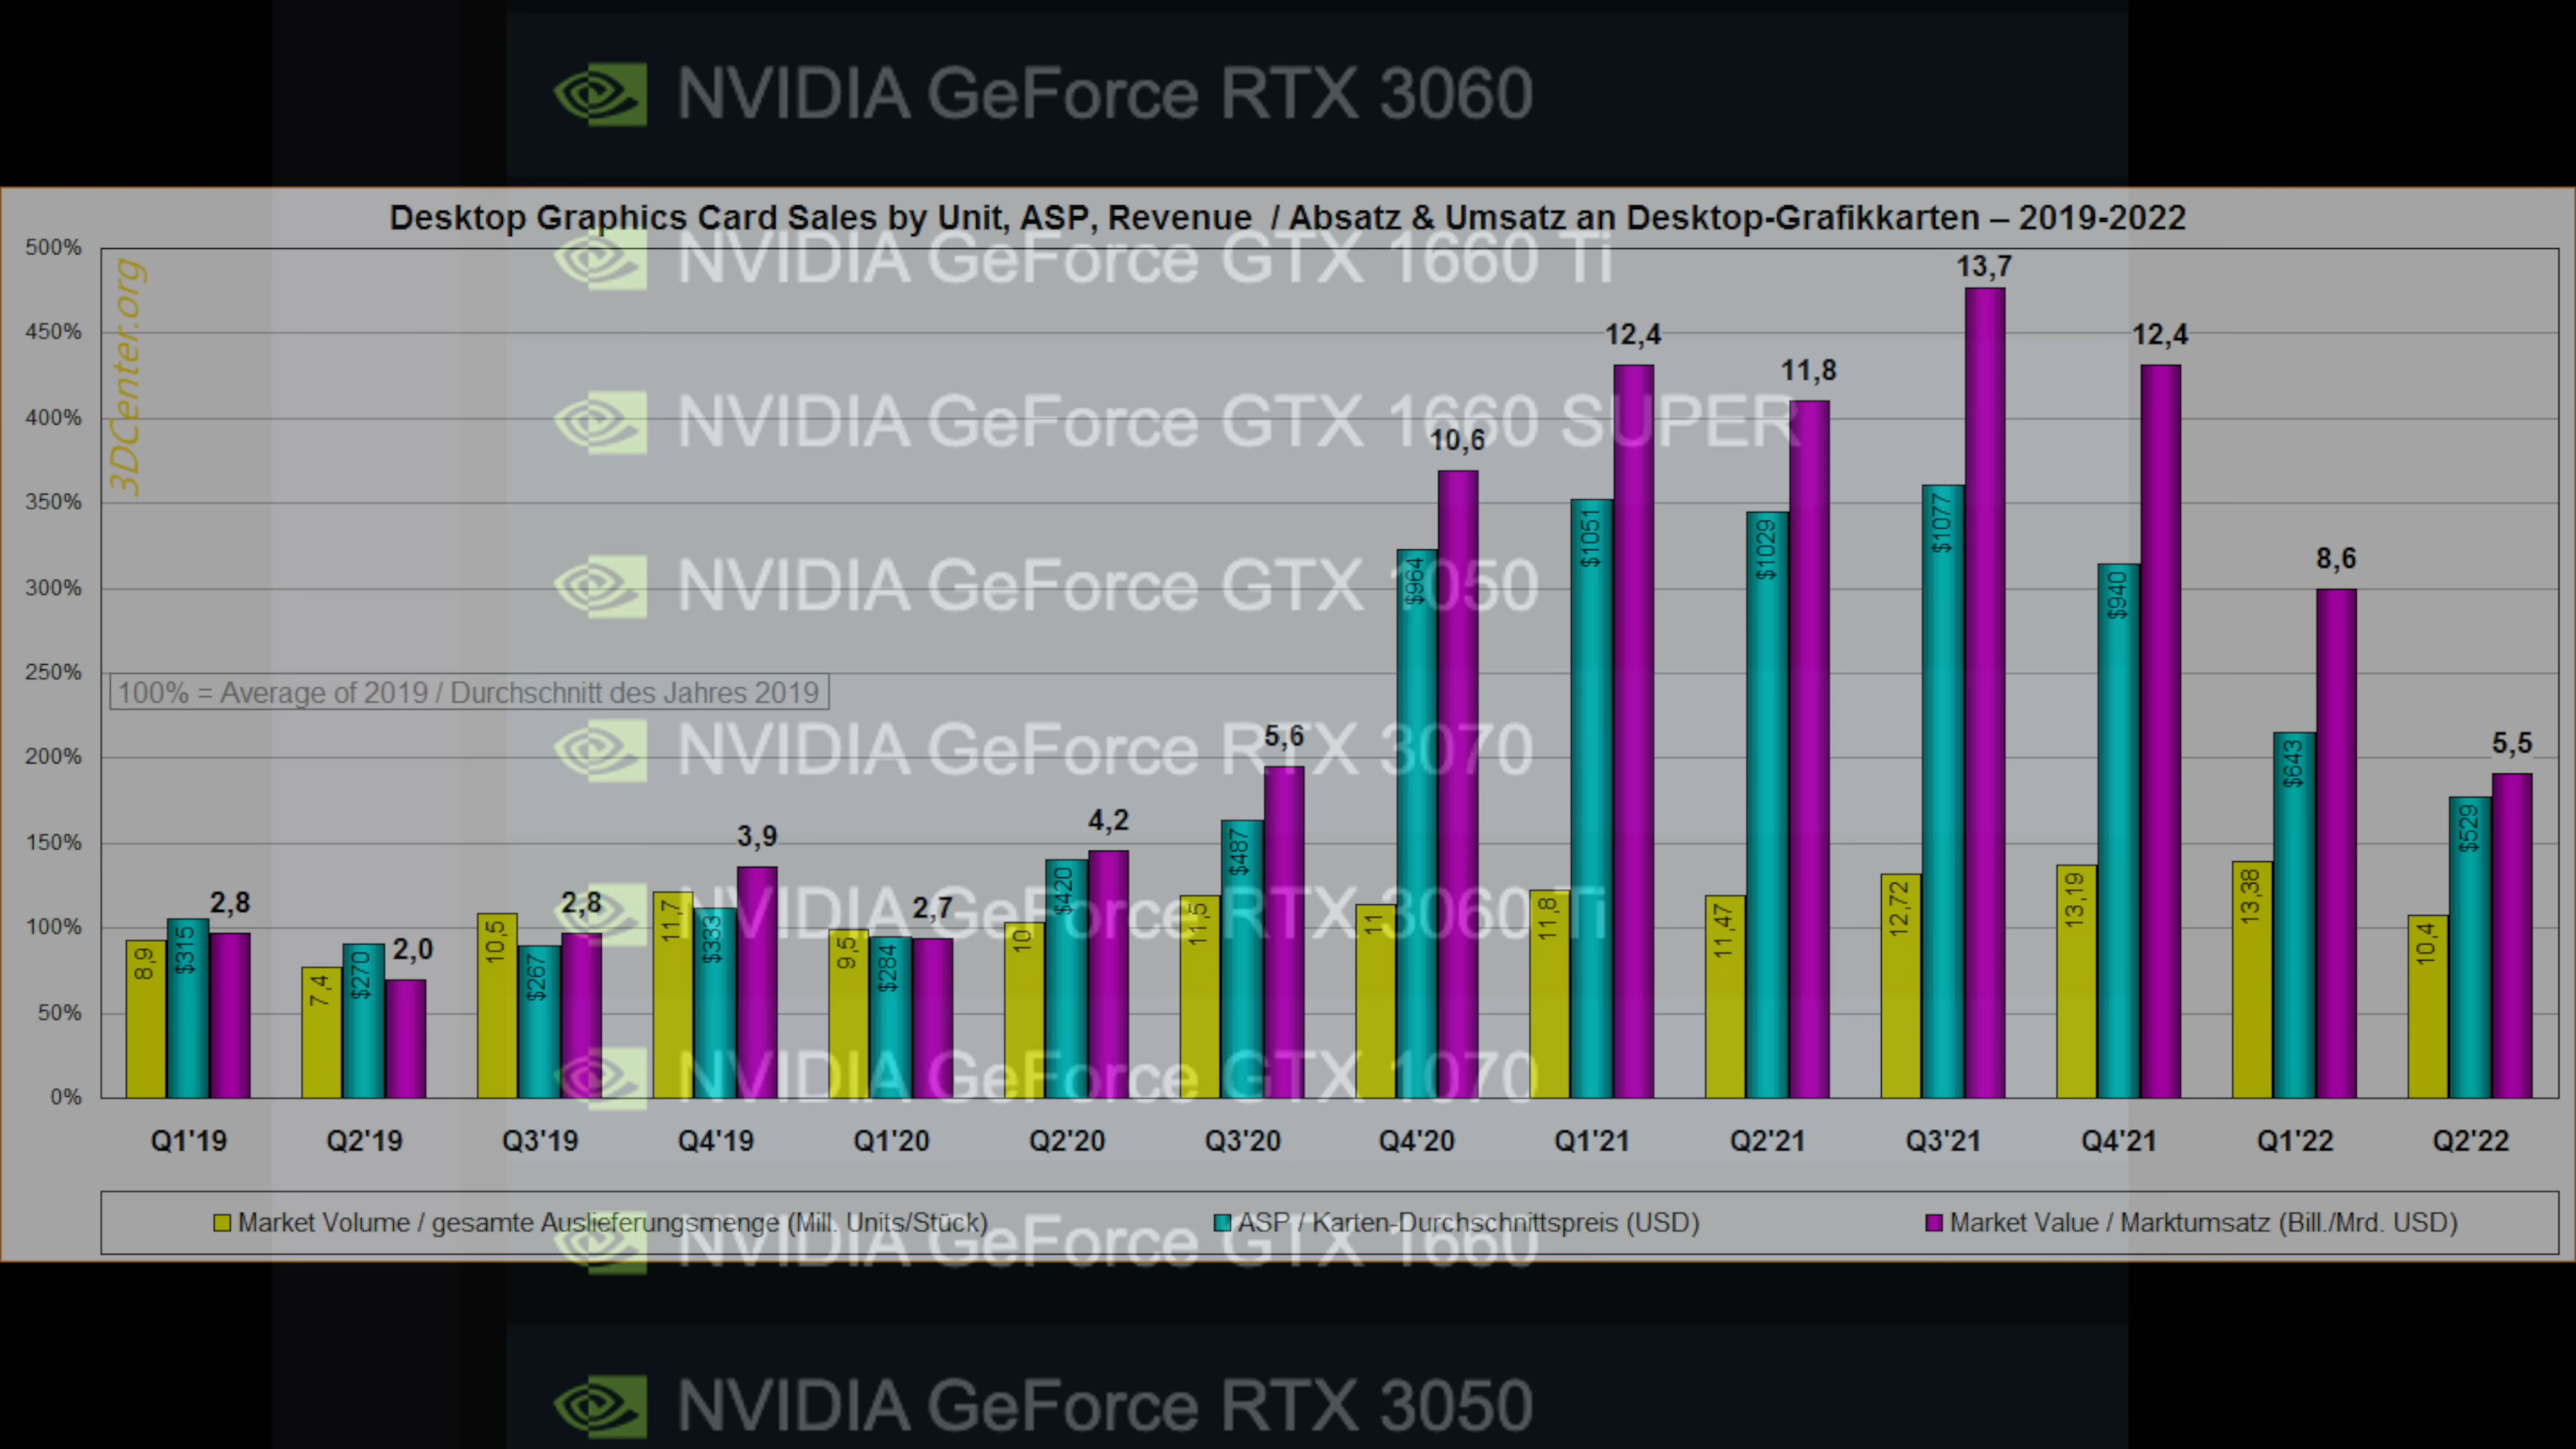 NVIDIA GeForce RTX 3060
Desktop Graphics Card Sales by Unit, ASP, Revenue / Absatz & Umsatz an Desktop-Grafikkarten – 2019-2022
NVIDIA GeForce GTX 1660 Ti
NVIDIA GeForce GTX 1660 SUPER
NVIDIA GeForce GTX 1050
NVIDIA GeForce RTX 3070
NVIDIA GeForce RTX 3060 Ti
NVIDIA GeForce GTX 1070
NVIDIA GeForce GTX 1660
NVIDIA GeForce RTX 3050
3DCenter.org
100% = Average of 2019 / Durchschnitt des Jahres 2019
500%
450%
400%
350%
300%
250%
200%
150%
100%
50%
0%
8,9 $315 2,8
7,4 $270 2,0
10,5 $267 2,8
11,7 $333 3,9
9,5 $284 2,7
10 $420 4,2
11,5 $487 5,6
11 $964 10,6
11,8 $1051 12,4
11,47 $1029 11,8
12,72 $1077 13,7
13,19 $940 12,4
13,38 $643 8,6
10,4 $529 5,5
Q1'19 Q2'19 Q3'19 Q4'19 Q1'20 Q2'20 Q3'20 Q4'20 Q1'21 Q2'21 Q3'21 Q4'21 Q1'22 Q2'22
Market Volume / gesamte Auslieferungsmenge (Mill. Units/Stück) ASP / Karten-Durchschnittspreis (USD) Market Value / Marktumsatz (Bill./Mrd. USD)